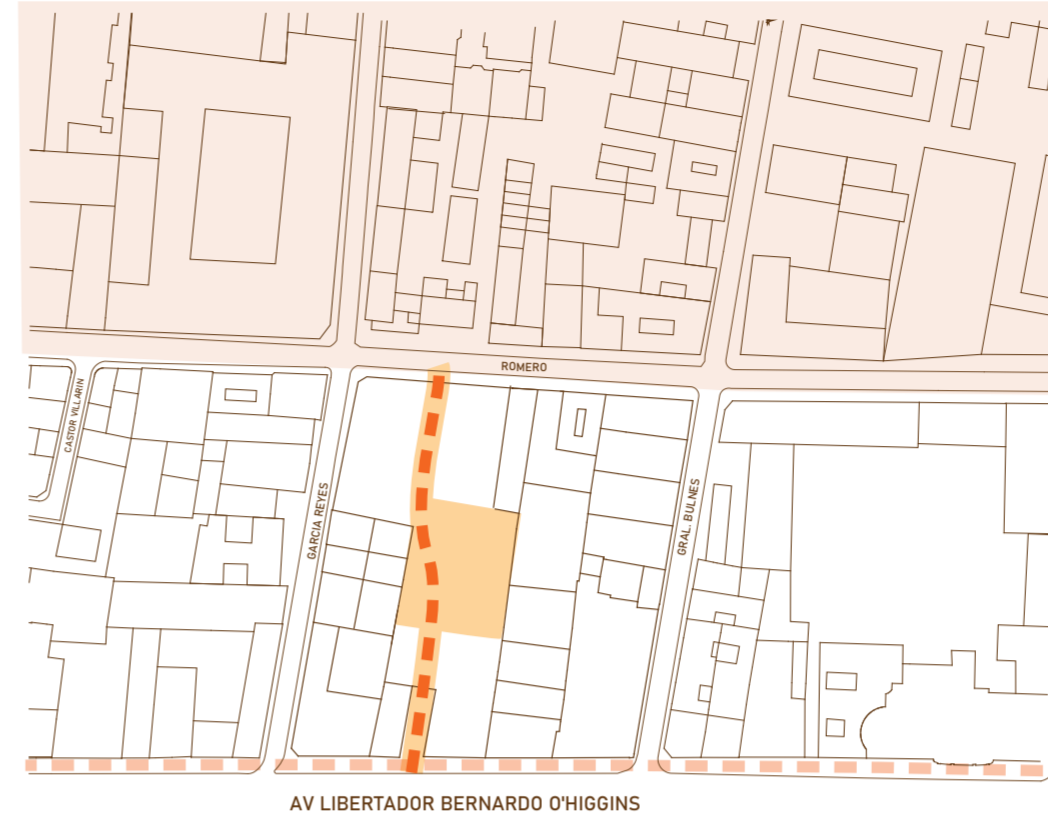 ROMERO
CASTOR VILLARIN
GARCIA REYES
GRAL. BULNES
AV LIBERTADOR BERNARDO O'HIGGINS